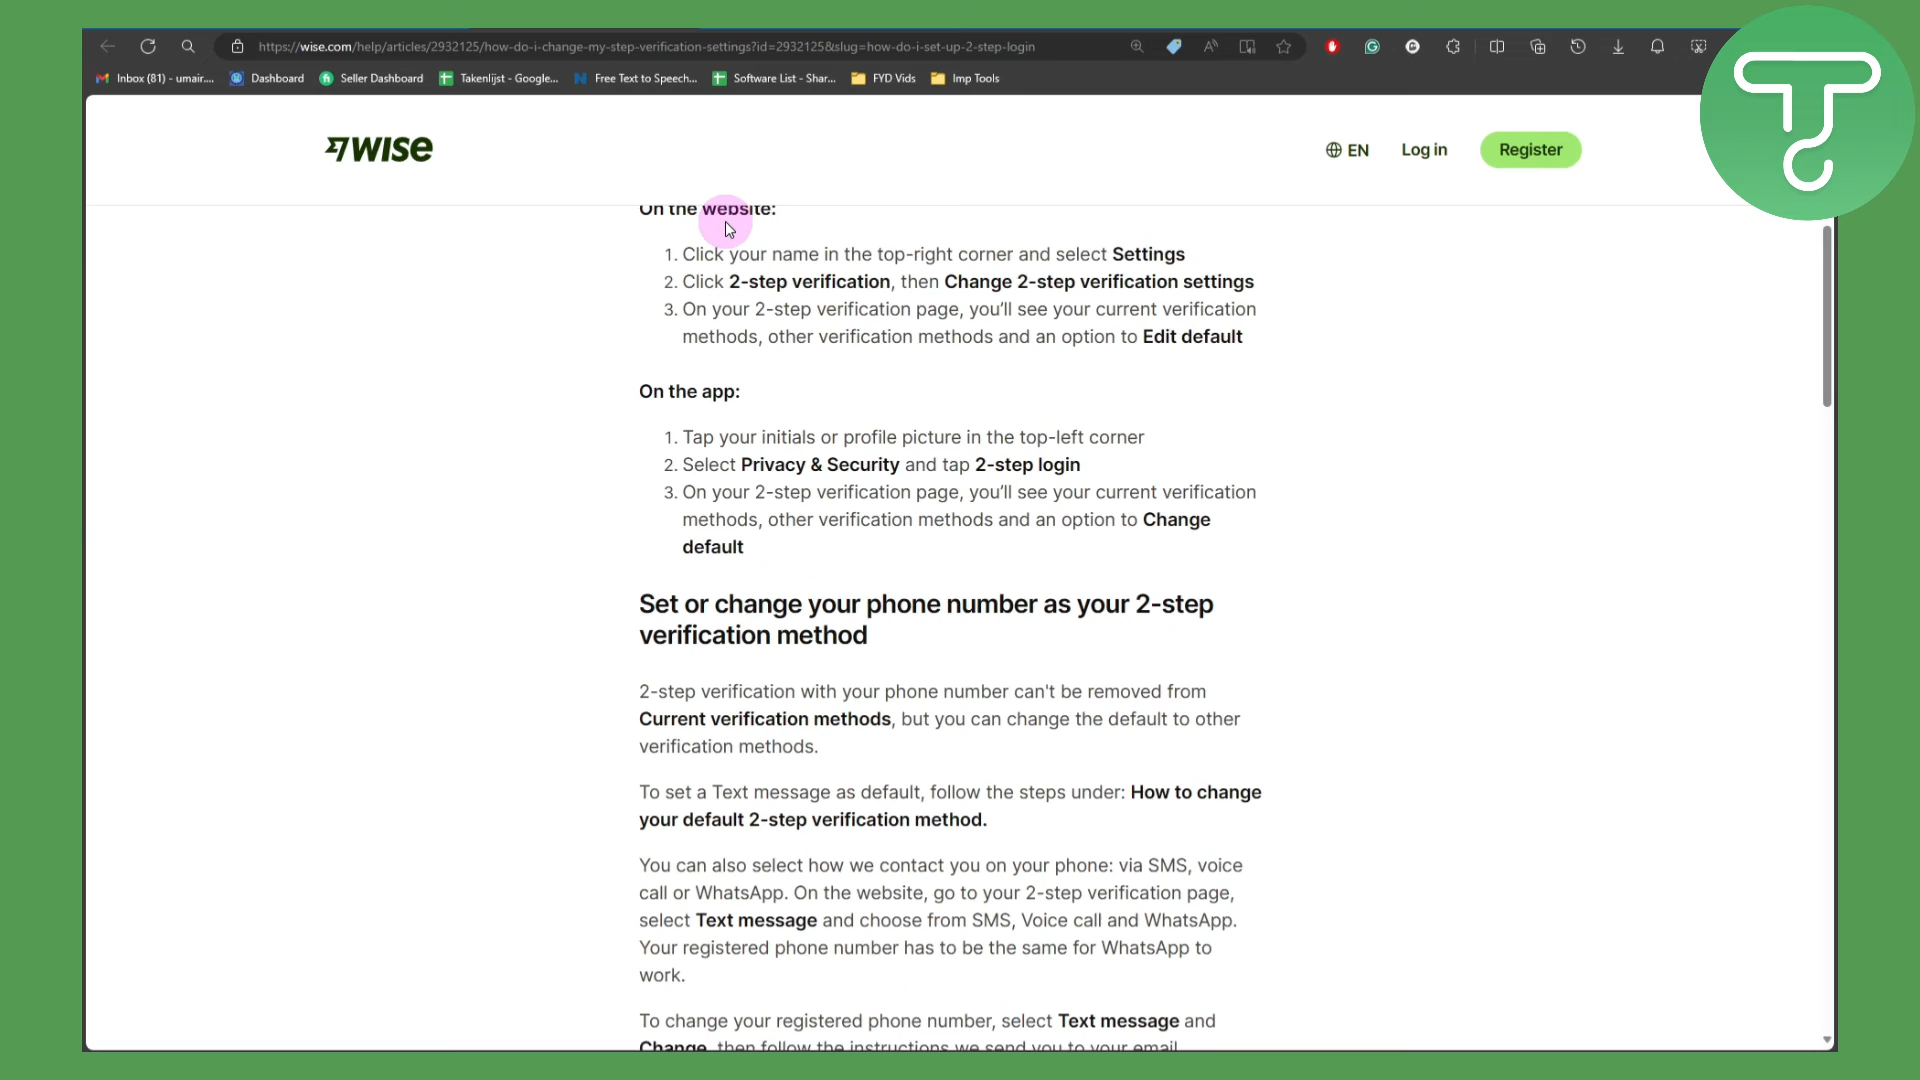 https://wise.com/help/articles/2932125/how-do-i-change-my-step-verification-settings?id=2932125&slug=how-do-i-set-up-2-step-login
Inbox (81) - umair.... Dashboard Seller Dashboard Takenlijst - Google... Free Text to Speech... Software List - Shar... FYD Vids Imp Tools
WISE EN Log in Register
On the website:
1. Click your name in the top-right corner and select Settings
2. Click 2-step verification, then Change 2-step verification settings
3. On your 2-step verification page, you'll see your current verification
methods, other verification methods and an option to Edit default
On the app:
1. Tap your initials or profile picture in the top-left corner
2. Select Privacy & Security and tap 2-step login
3. On your 2-step verification page, you'll see your current verification
methods, other verification methods and an option to Change
default
Set or change your phone number as your 2-step
verification method
2-step verification with your phone number can't be removed from
Current verification methods, but you can change the default to other
verification methods.
To set a Text message as default, follow the steps under: How to change
your default 2-step verification method.
You can also select how we contact you on your phone: via SMS, voice
call or WhatsApp. On the website, go to your 2-step verification page,
select Text message and choose from SMS, Voice call and WhatsApp.
Your registered phone number has to be the same for WhatsApp to
work.
To change your registered phone number, select Text message and
Change, then follow the instructions we send you to your email.